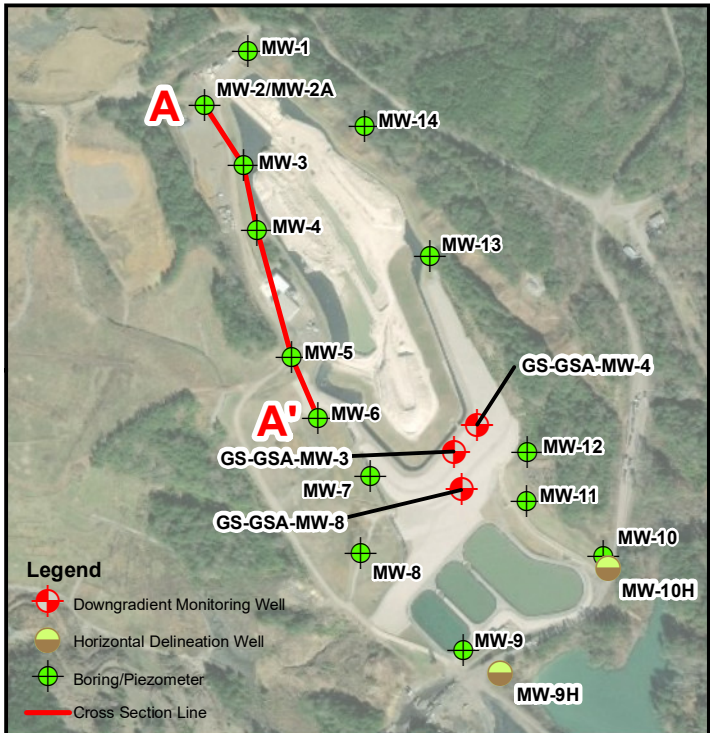 MW-1
MW-2/MW-2A
A
MW-14
MW-3
MW-4
MW-13
MW-5
GS-GSA-MW-4
A'
MW-6
GS-GSA-MW-3
MW-12
MW-7
MW-11
GS-GSA-MW-8
MW-10
MW-8
Legend
MW-10H
Downgradient Monitoring Well
Horizontal Delineation Well
MW-9
Boring/Piezometer
MW-9H
Cross Section Line